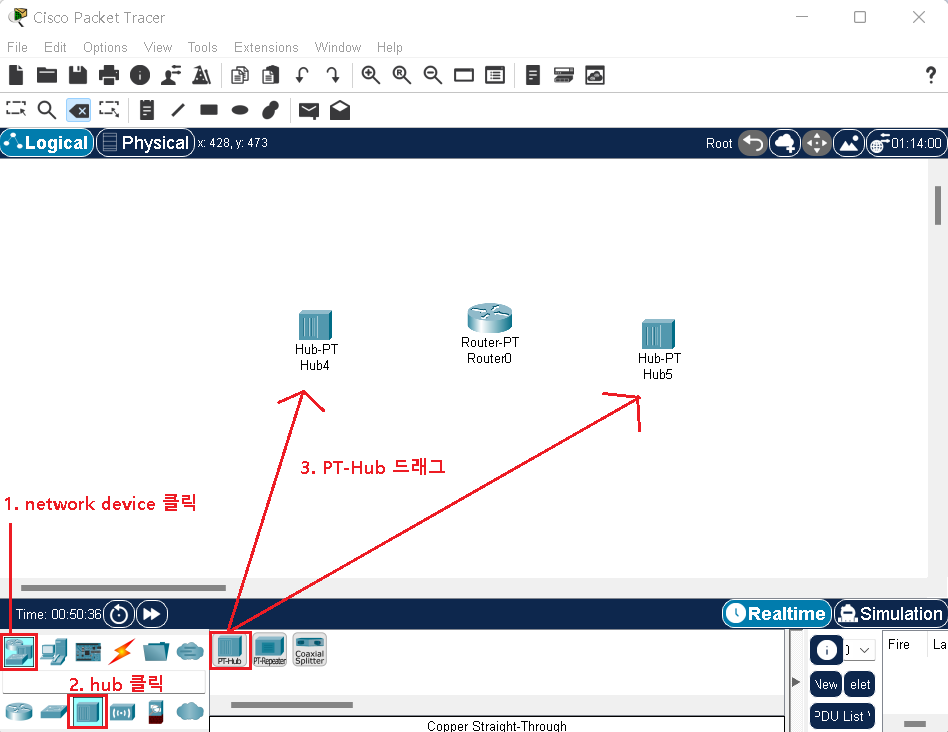 Cisco Packet Tracer
File Edit Options View Tools Extensions Window Help
?
Logical Physical x: 428, y: 473 Root 01:14:00
Hub-PT
Hub4
Router-PT
Router0
Hub-PT
Hub5
3. PT-Hub 드래그
1. network device 클릭
Time: 00:50:36 Realtime Simulation
PT-Hub PT-Repeater Coaxial Splitter
2. hub 클릭
Fire La
New elet
PDU List
Copper Straight-Through